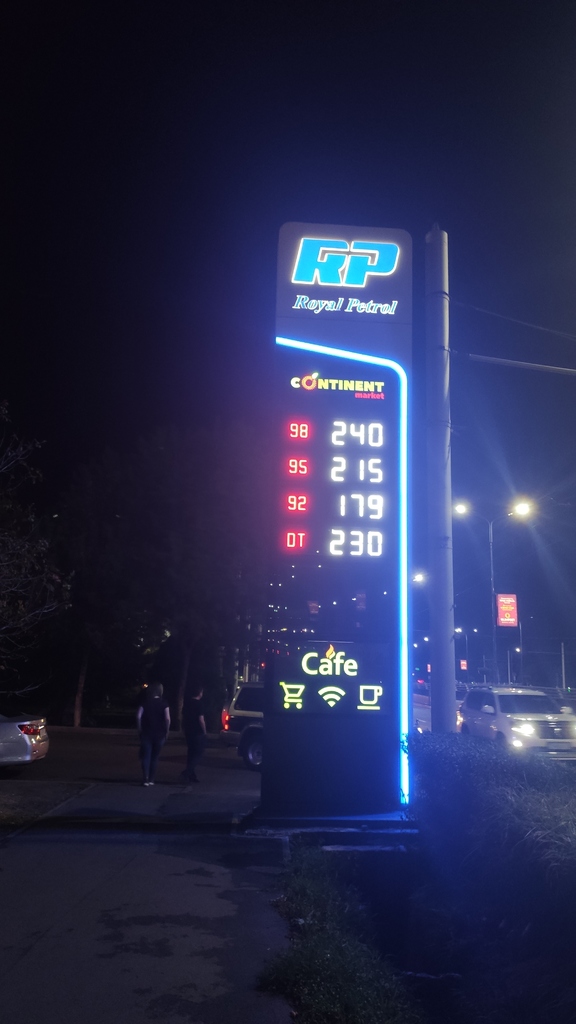 RP
Royal Petrol
CONTINENT
market
98 240
95 215
92 179
DT 230
Cafe